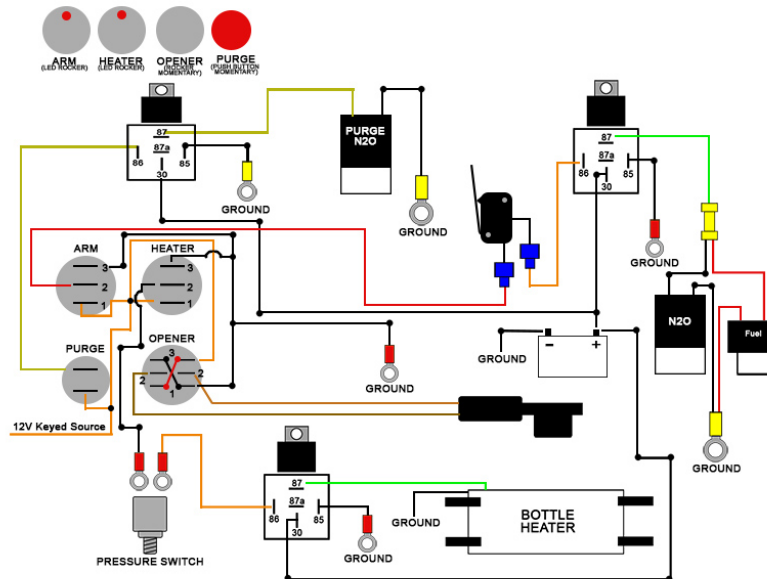 ARM
(LED ROCKER)
HEATER
(LED ROCKER)
OPENER
(ROCKER
MOMENTARY)
PURGE
(PUSH BUTTON
MOMENTARY)
87
87a
86
85
30
GROUND
PURGE
N2O
GROUND
87
87a
86
85
30
GROUND
ARM
3
2
1
HEATER
3
2
1
PURGE
OPENER
3
2
2
1
GROUND
GROUND
-
+
N2O
Fuel
GROUND
12V Keyed Source
PRESSURE SWITCH
87
87a
86
85
30
GROUND
GROUND
BOTTLE
HEATER